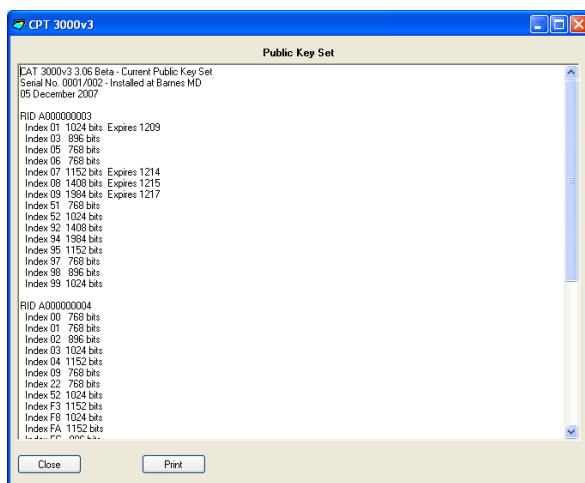 CPT 3000v3
Public Key Set
CAT 3000v3 3.06 Beta - Current Public Key Set
Serial No. 0001/002 - Installed at Barnes MD
05 December 2007
RID A000000003
Index 01 1024 bits Expires 1209
Index 03 896 bits
Index 05 768 bits
Index 06 768 bits
Index 07 1152 bits Expires 1214
Index 08 1408 bits Expires 1215
Index 09 1984 bits Expires 1217
Index 51 768 bits
Index 52 1024 bits
Index 92 1408 bits
Index 94 1984 bits
Index 95 1152 bits
Index 97 768 bits
Index 98 896 bits
Index 99 1024 bits
RID A000000004
Index 00 768 bits
Index 01 768 bits
Index 02 896 bits
Index 03 1024 bits
Index 04 1152 bits
Index 09 768 bits
Index 22 768 bits
Index 52 1024 bits
Index F3 1152 bits
Index F8 1024 bits
Index FA 1152 bits
Close
Print